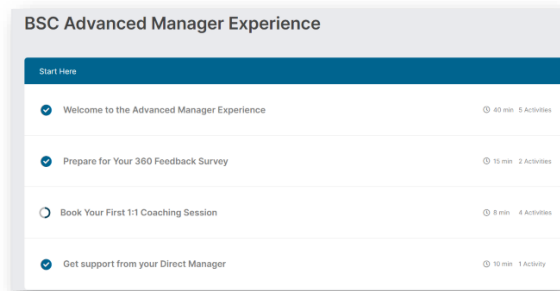 BSC Advanced Manager Experience
Start Here
Welcome to the Advanced Manager Experience 40 min 5 Activities
Prepare for Your 360 Feedback Survey 15 min 2 Activities
Book Your First 1:1 Coaching Session 8 min 4 Activities
Get support from your Direct Manager 10 min 1 Activity